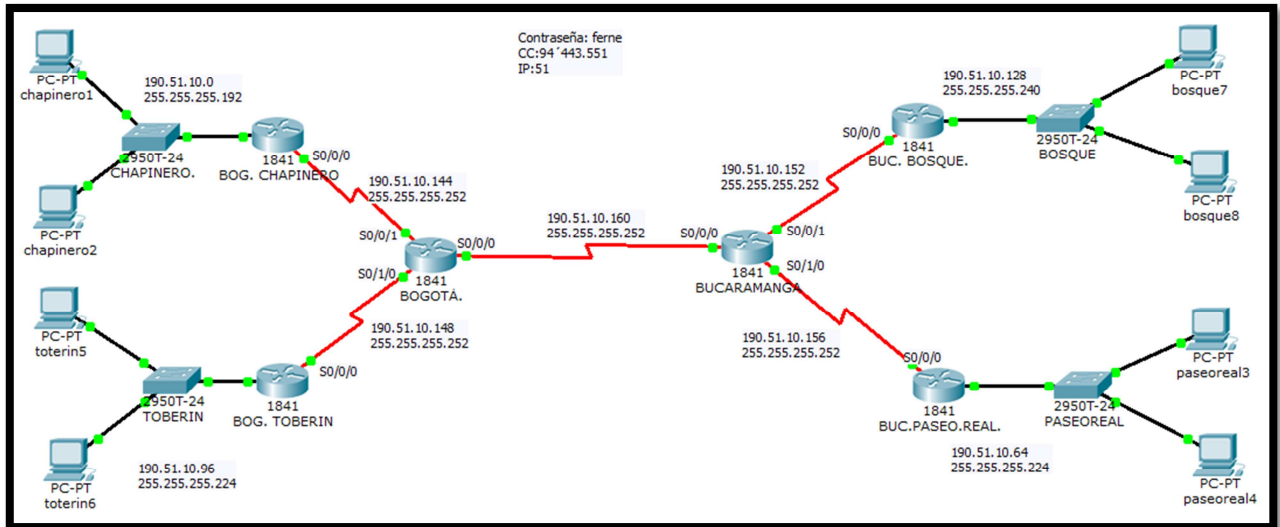 Contraseña: ferne
CC:94´443.551
IP:51
PC-PT
chapinero1
190.51.10.0
255.255.255.192
2950T-24
CHAPINERO.
1841
BOG. CHAPINERO
S0/0/0
PC-PT
chapinero2
190.51.10.144
255.255.255.252
S0/0/1
S0/0/0
S0/1/0
1841
BOGOTÁ.
190.51.10.148
255.255.255.252
PC-PT
toterin5
2950T-24
TOBERIN
1841
BOG. TOBERIN
S0/0/0
PC-PT
toterin6
190.51.10.96
255.255.255.224
190.51.10.160
255.255.255.252
S0/0/0
S0/0/1
S0/1/0
1841
BUCARAMANGA
190.51.10.152
255.255.255.252
S0/0/0
1841
BUC. BOSQUE.
190.51.10.128
255.255.255.240
2950T-24
BOSQUE
PC-PT
bosque7
PC-PT
bosque8
190.51.10.156
255.255.255.252
S0/0/0
1841
BUC.PASEO.REAL.
2950T-24
PASEOREAL
190.51.10.64
255.255.255.224
PC-PT
paseoreal3
PC-PT
paseoreal4